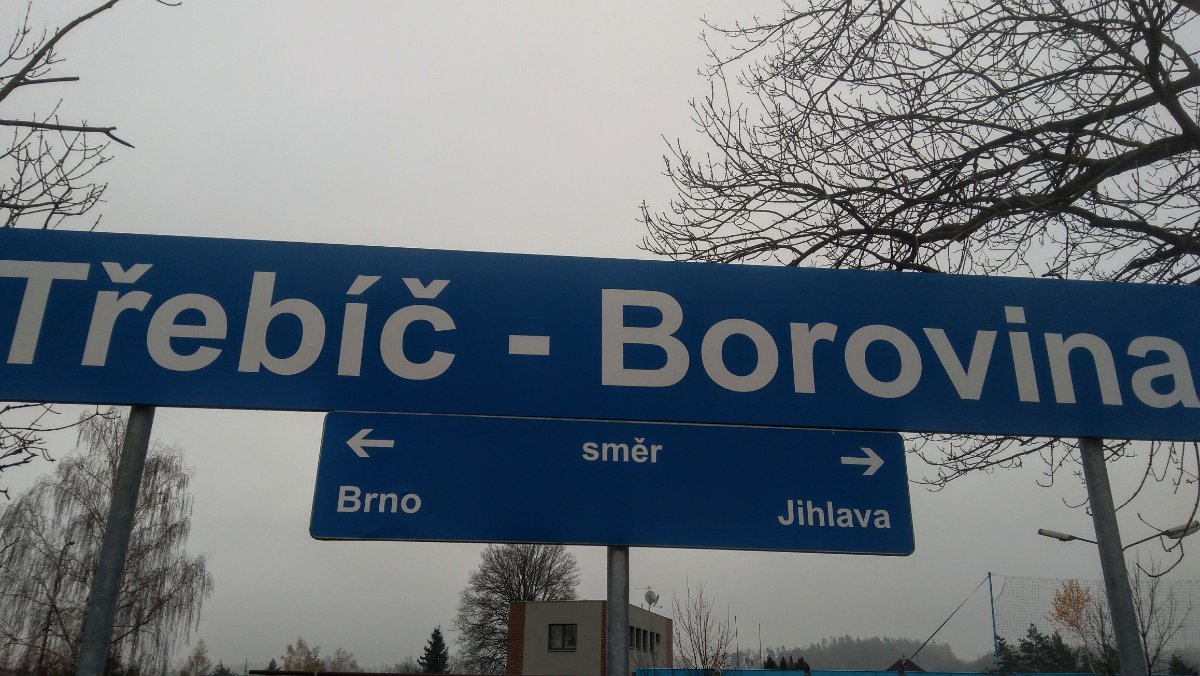 Třebíč - Borovina
← směr →
Brno Jihlava